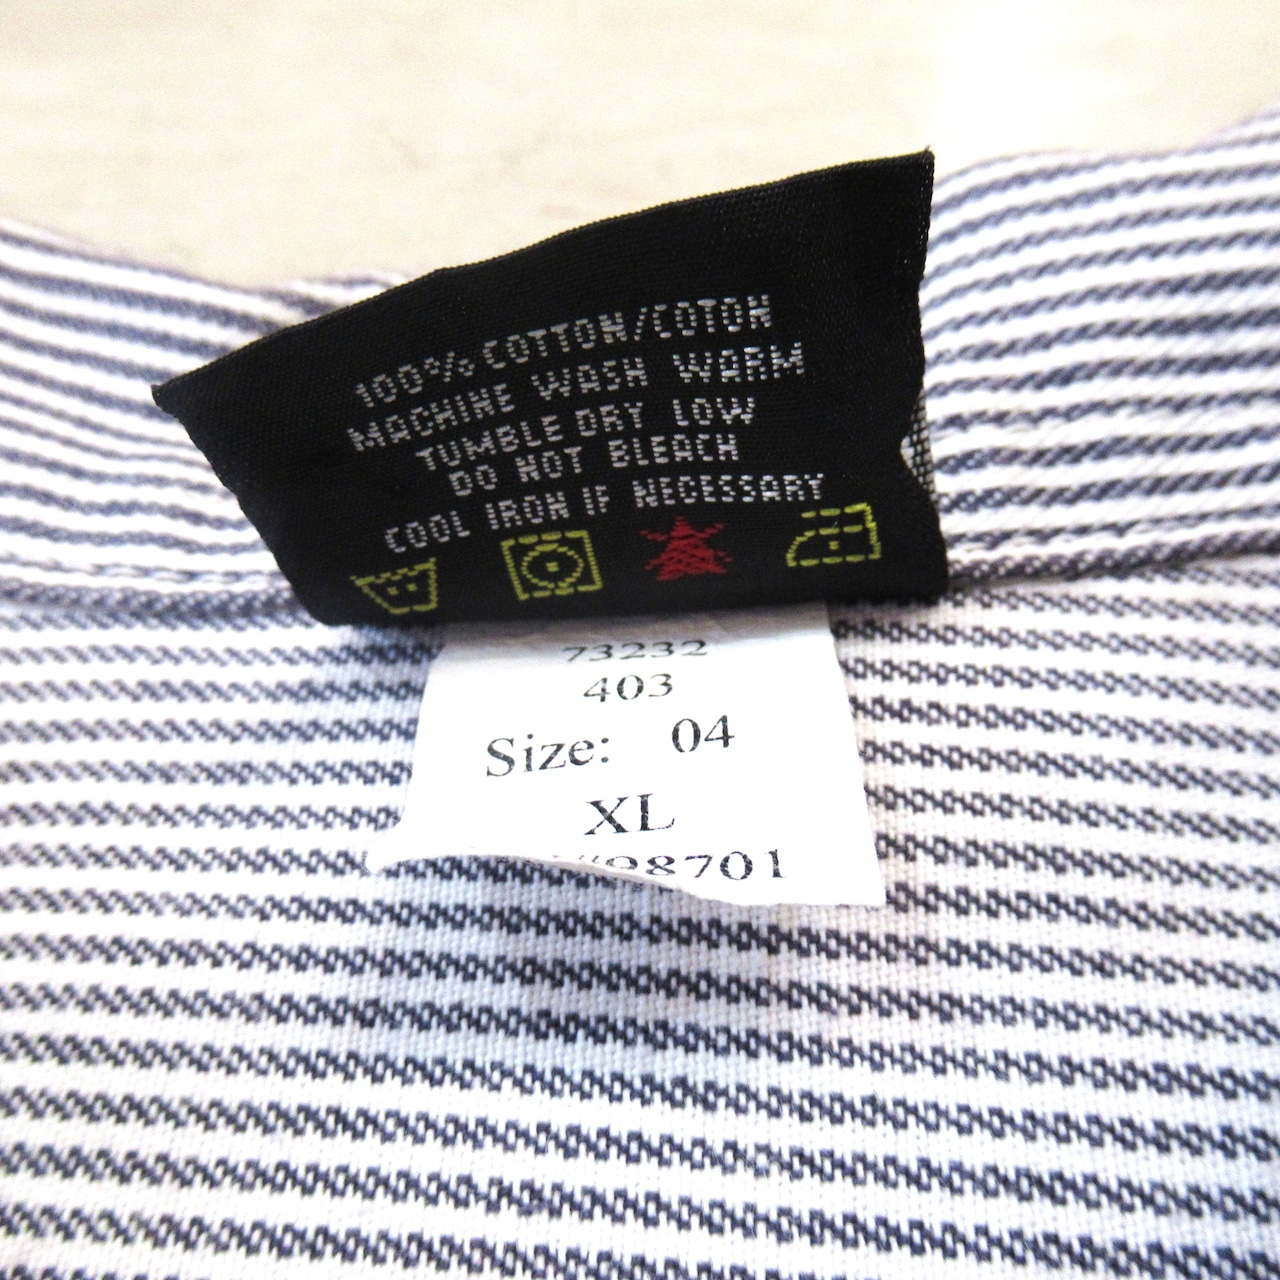 100% COTTON/COTON
MACHINE WASH WARM
TUMBLE DRY LOW
DO NOT BLEACH
COOL IRON IF NECESSARY
73232
403
Size: 04
XL
98701